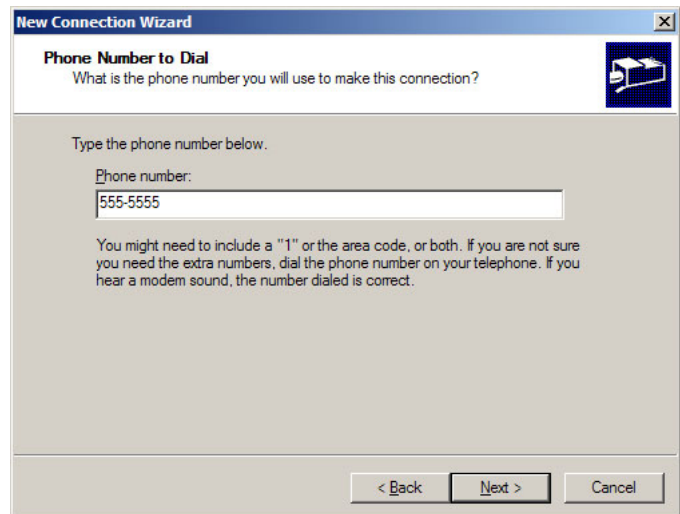 New Connection Wizard
Phone Number to Dial
What is the phone number you will use to make this connection?
Type the phone number below.
Phone number:
555-5555
You might need to include a "1" or the area code, or both. If you are not sure
you need the extra numbers, dial the phone number on your telephone. If you
hear a modem sound, the number dialed is correct.
< Back
Next >
Cancel